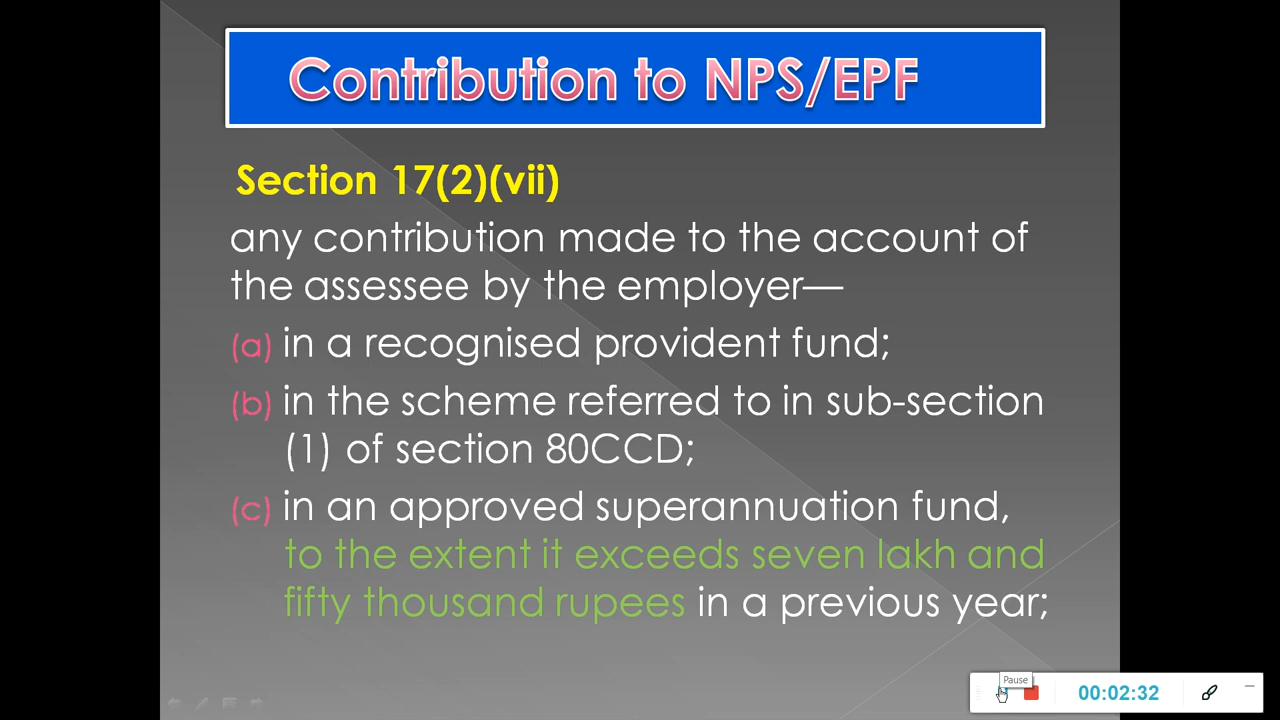 Contribution to NPS/EPF
Section 17(2)(vii)
any contribution made to the account of
the assessee by the employer—
(a) in a recognised provident fund;
(b) in the scheme referred to in sub-section
(1) of section 80CCD;
(c) in an approved superannuation fund,
to the extent it exceeds seven lakh and
fifty thousand rupees in a previous year;
Pause
00:02:32